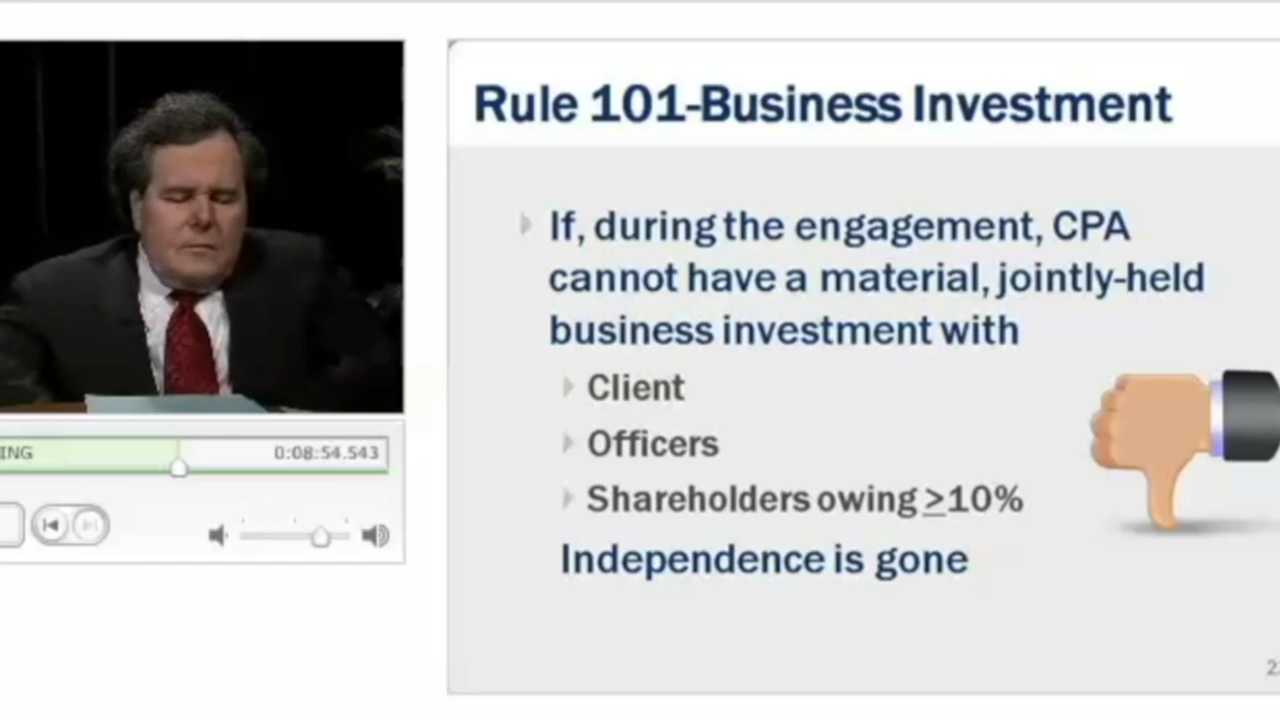 Rule 101-Business Investment
If, during the engagement, CPA
cannot have a material, jointly-held
business investment with
Client
Officers
Shareholders owing ≥10%
Independence is gone
ING
0:08:54.543